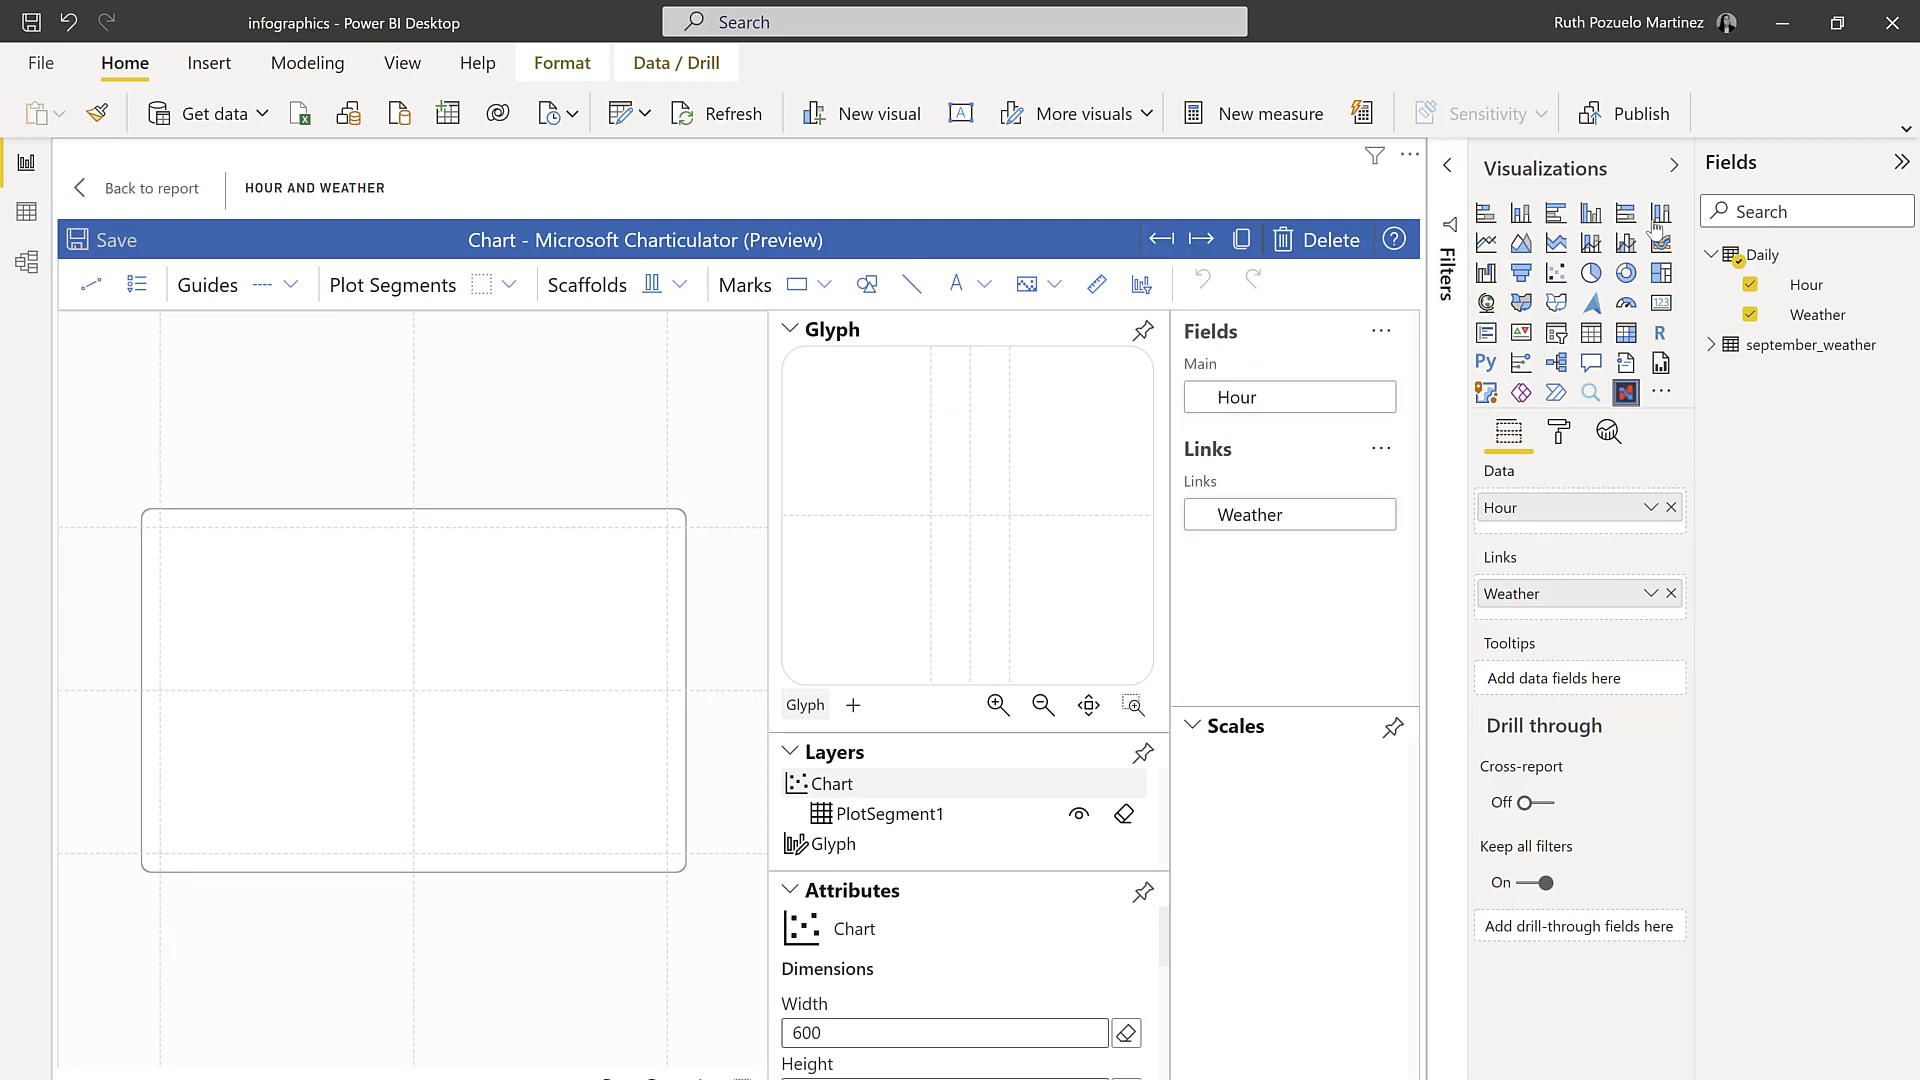 infographics - Power BI Desktop
Search
Ruth Pozuelo Martinez
File
Home
Insert
Modeling
View
Help
Format
Data / Drill
Get data
Refresh
New visual
A
More visuals
New measure
Sensitivity
Publish
Back to report
HOUR AND WEATHER
Save
Chart - Microsoft Charticulator (Preview)
Delete
?
Guides
Plot Segments
Scaffolds
Marks
A
Glyph
Glyph
Layers
Chart
PlotSegment1
Glyph
Attributes
Chart
Dimensions
Width
600
Height
Fields
Main
Hour
Links
Links
Weather
Scales
Filters
Visualizations
123
R
Py
Data
Hour
Links
Weather
Tooltips
Add data fields here
Drill through
Cross-report
Off
Keep all filters
On
Add drill-through fields here
Fields
Search
Daily
Hour
Weather
september_weather